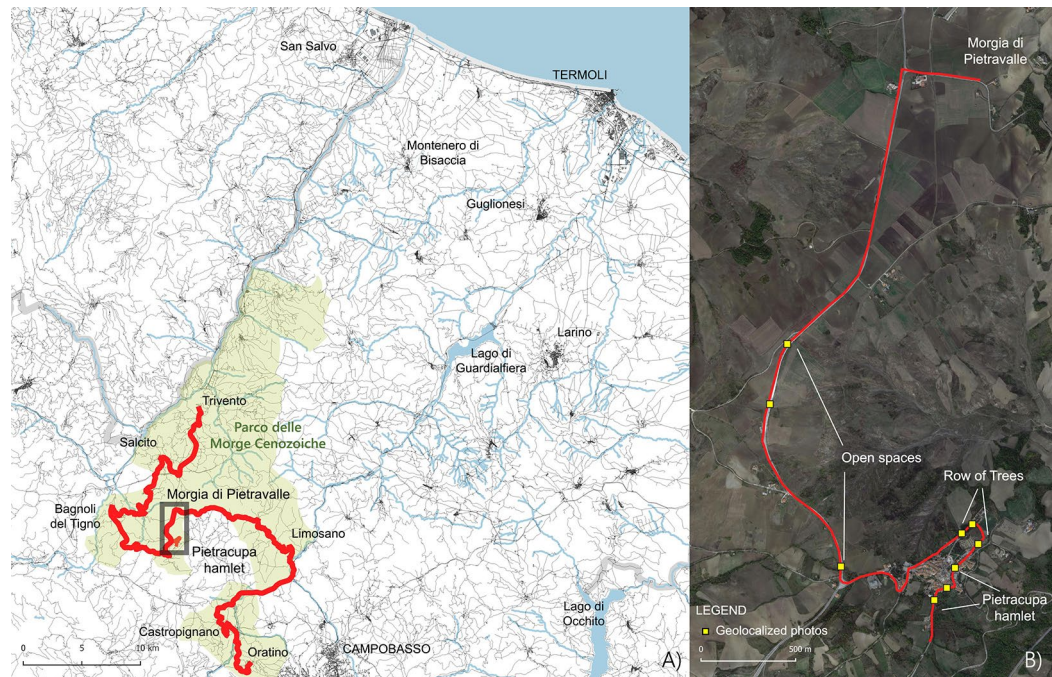 San Salvo
TERMOLI
Montenero di
Bisaccia
Guglionesi
Larino
Lago di
Guardialfiera
Trivento
Parco delle
Morge Cenozoiche
Salcito
Morgia di Pietravalle
Bagnoli
del Tigno
Limosano
Pietracupa
hamlet
Lago di
Occhito
Castropignano
Oratino
CAMPOBASSO
0 5 10 km
A)
Morgia di
Pietravalle
Open spaces
Row of Trees
Pietracupa
hamlet
LEGEND
Geolocalized photos
0 500 m
B)